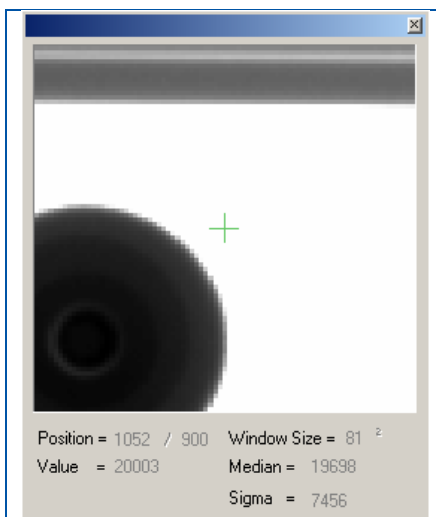 Position = 1052 / 900 Window Size = 81 ²
Value = 20003 Median = 19698
Sigma = 7456